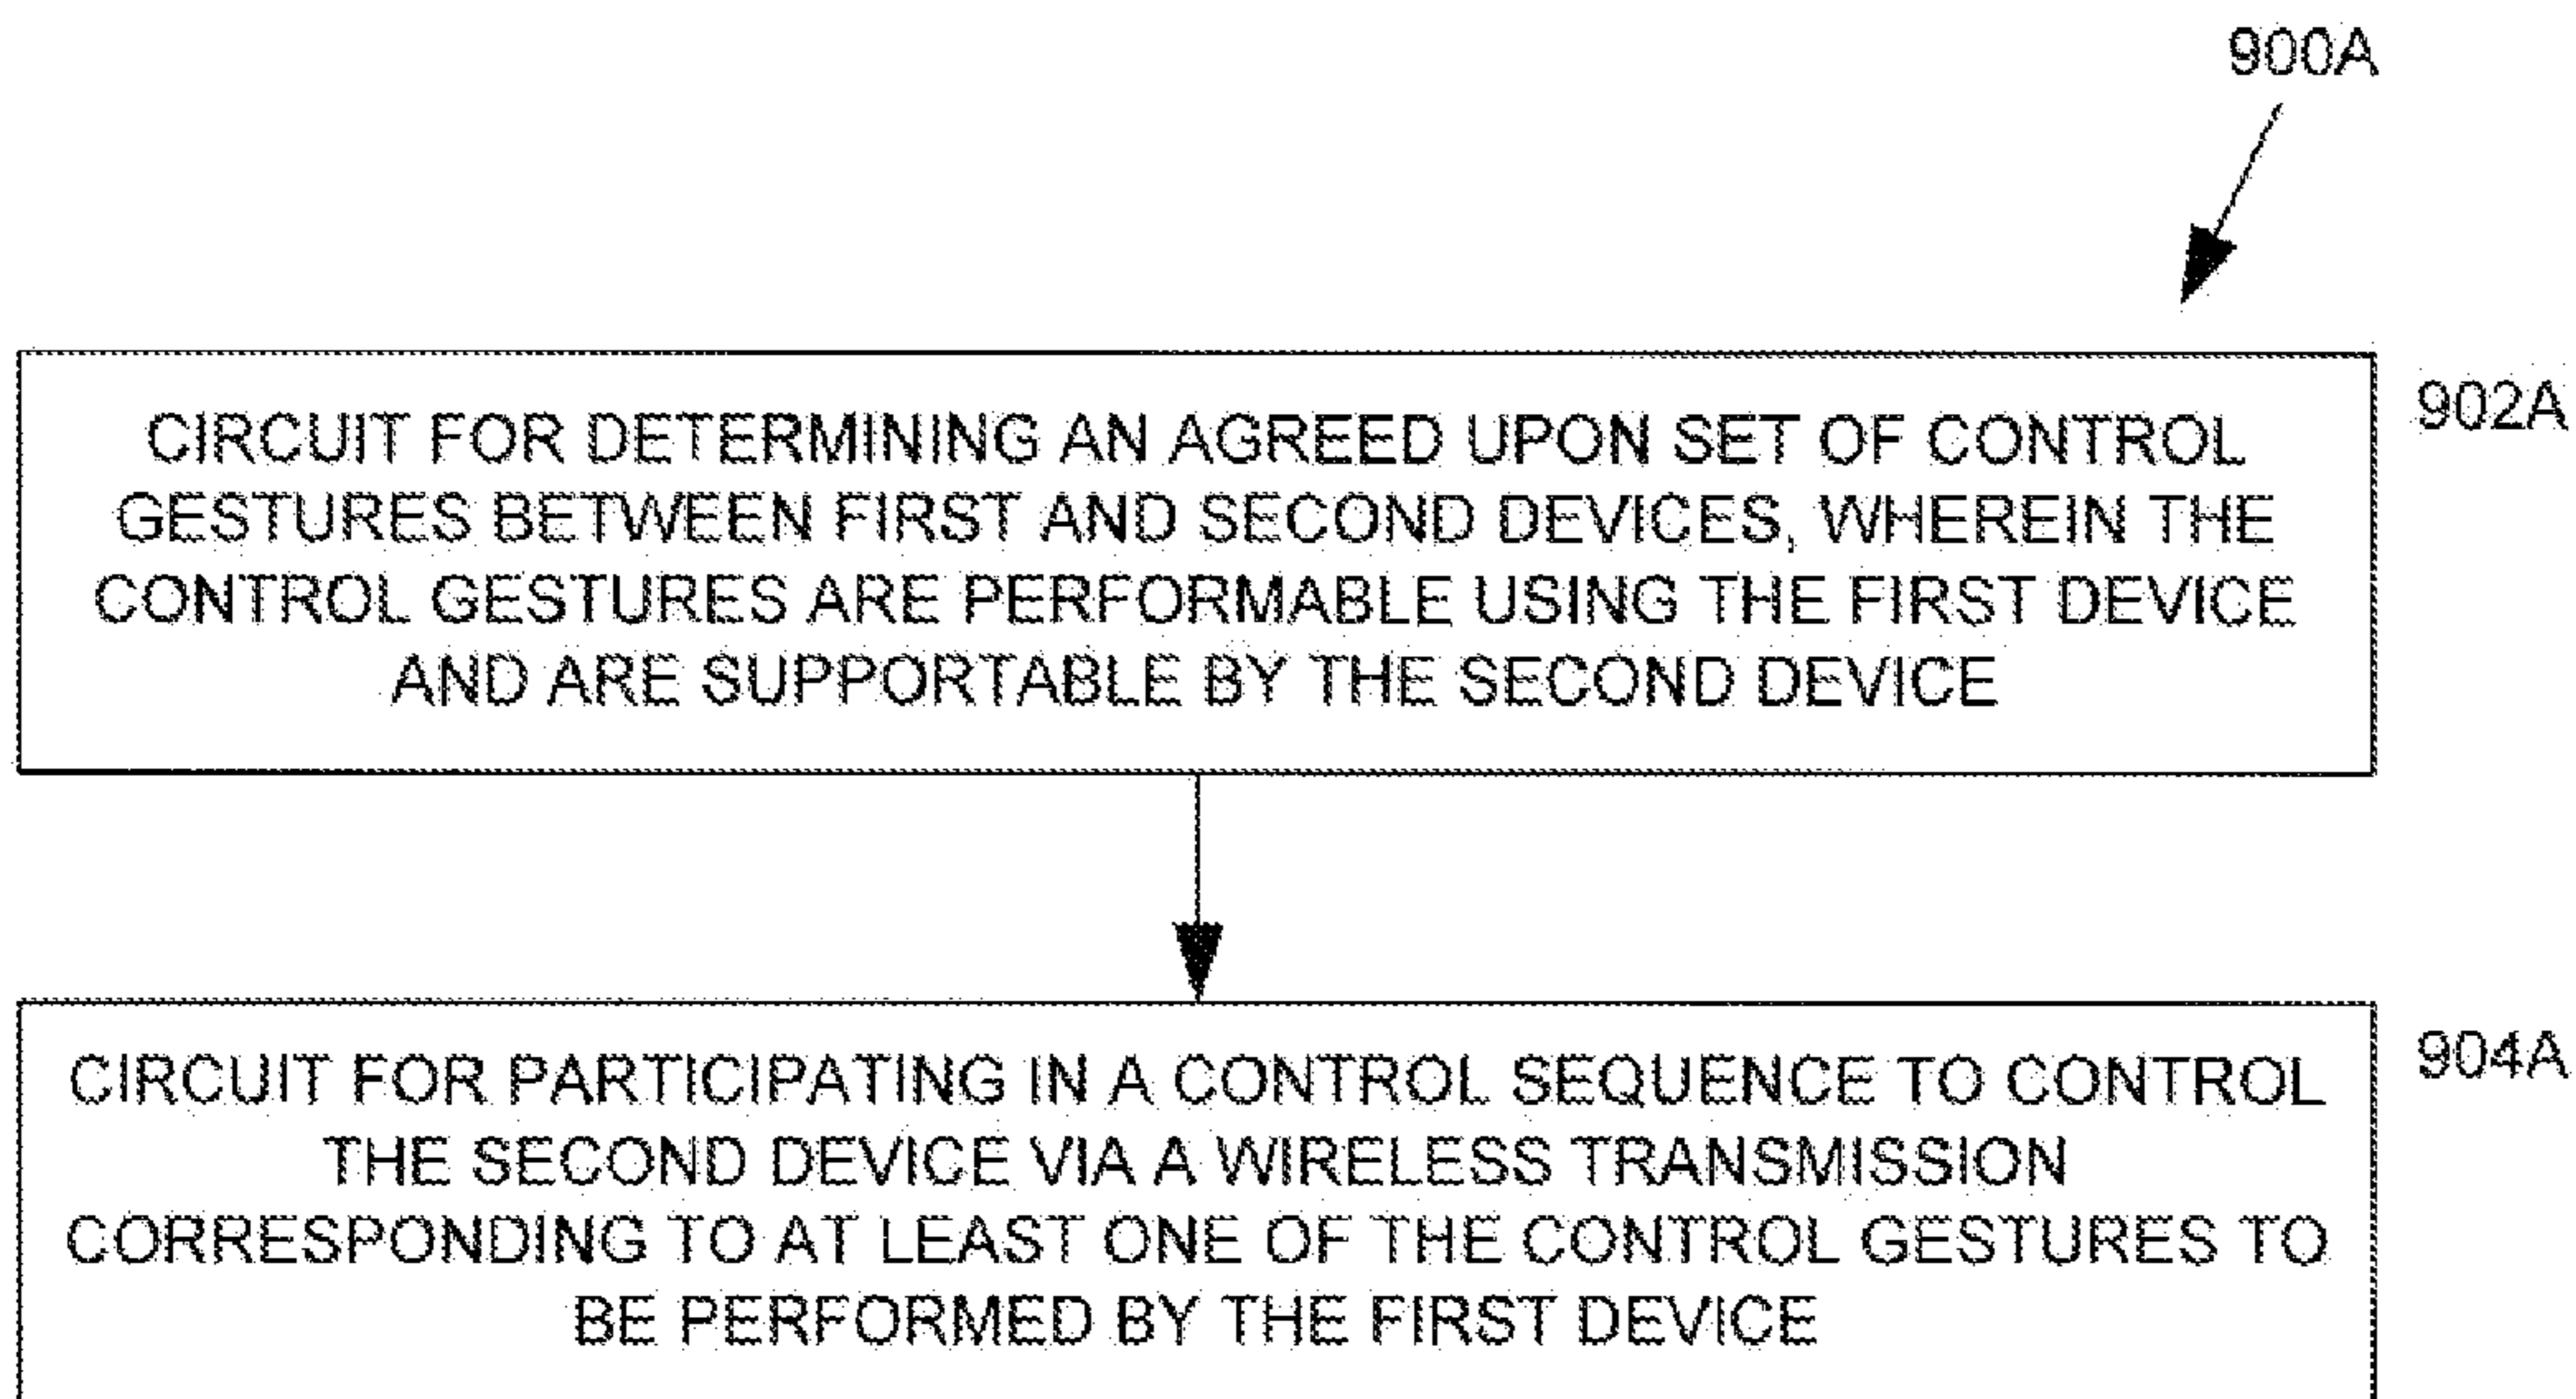 900A
902A
CIRCUIT FOR DETERMINING AN AGREED UPON SET OF CONTROL
GESTURES BETWEEN FIRST AND SECOND DEVICES, WHEREIN THE
CONTROL GESTURES ARE PERFORMABLE USING THE FIRST DEVICE
AND ARE SUPPORTABLE BY THE SECOND DEVICE
904A
CIRCUIT FOR PARTICIPATING IN A CONTROL SEQUENCE TO CONTROL
THE SECOND DEVICE VIA A WIRELESS TRANSMISSION
CORRESPONDING TO AT LEAST ONE OF THE CONTROL GESTURES TO
BE PERFORMED BY THE FIRST DEVICE